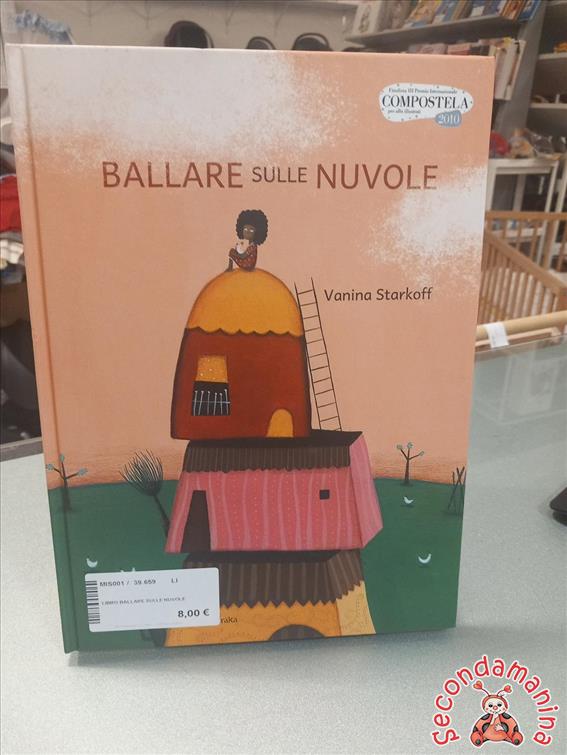 Finalista III Premio Internazionale
COMPOSTELA
per albi illustrati
2010
BALLARE SULLE NUVOLE
Vanina Starkoff
MIS001 / 39.659 LI
LIBRO BALLARE SULLE NUVOLE
8,00 €
raka
Secondamanina